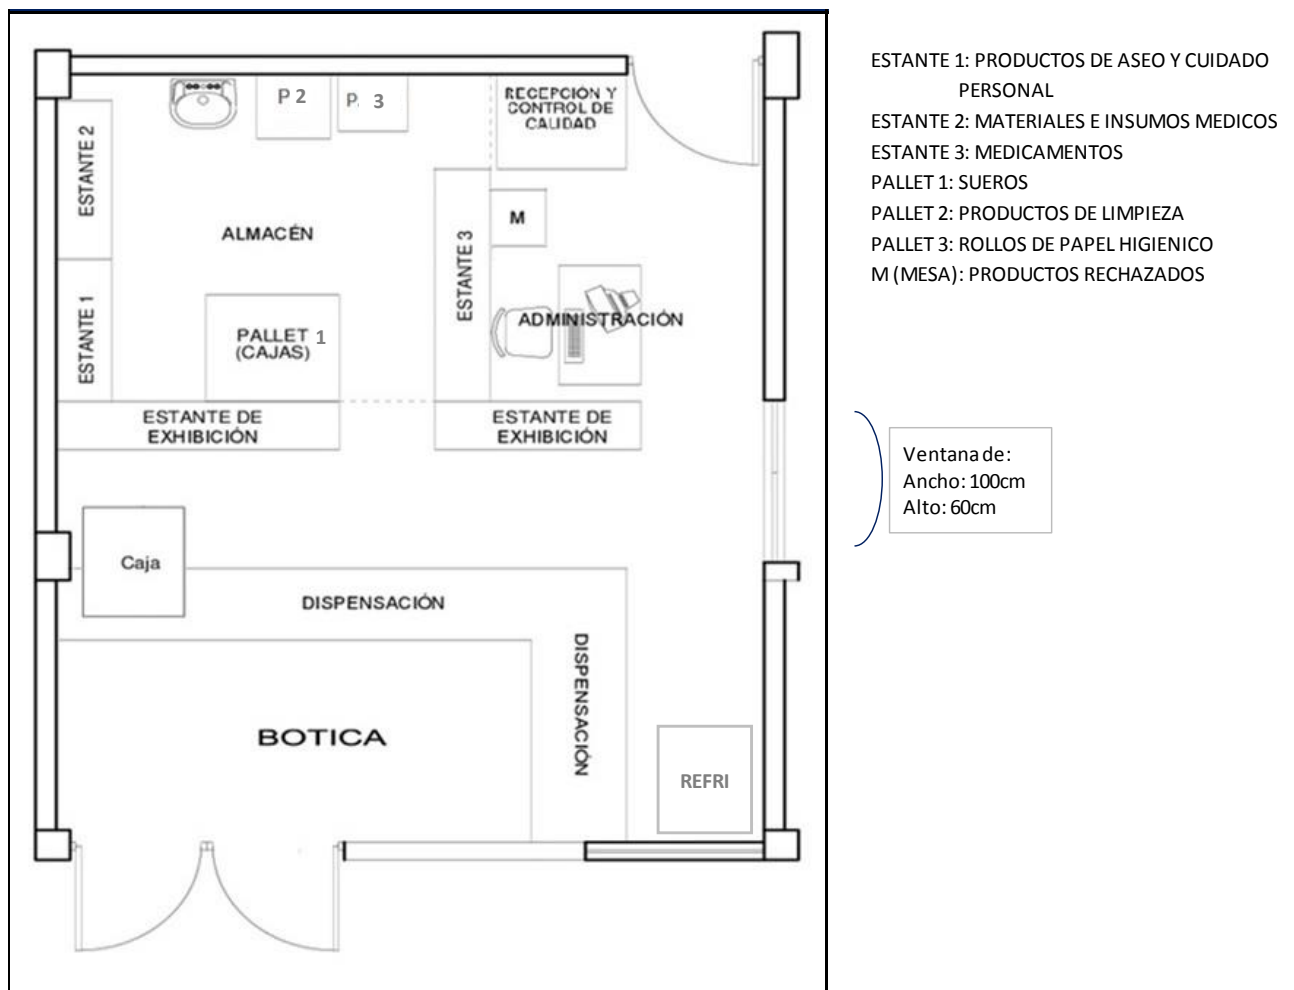 P 2
P. 3
RECEPCIÓN Y
CONTROL DE
CALIDAD
ESTANTE 2
ALMACÉN
M
ESTANTE 3
ESTANTE 1
PALLET 1
(CAJAS)
ADMINISTRACIÓN
ESTANTE DE
EXHIBICIÓN
ESTANTE DE
EXHIBICIÓN
Caja
DISPENSACIÓN
DISPENSACIÓN
BOTICA
REFRI
ESTANTE 1: PRODUCTOS DE ASEO Y CUIDADO
PERSONAL
ESTANTE 2: MATERIALES E INSUMOS MEDICOS
ESTANTE 3: MEDICAMENTOS
PALLET 1: SUEROS
PALLET 2: PRODUCTOS DE LIMPIEZA
PALLET 3: ROLLOS DE PAPEL HIGIENICO
M (MESA): PRODUCTOS RECHAZADOS
Ventana de:
Ancho: 100cm
Alto: 60cm